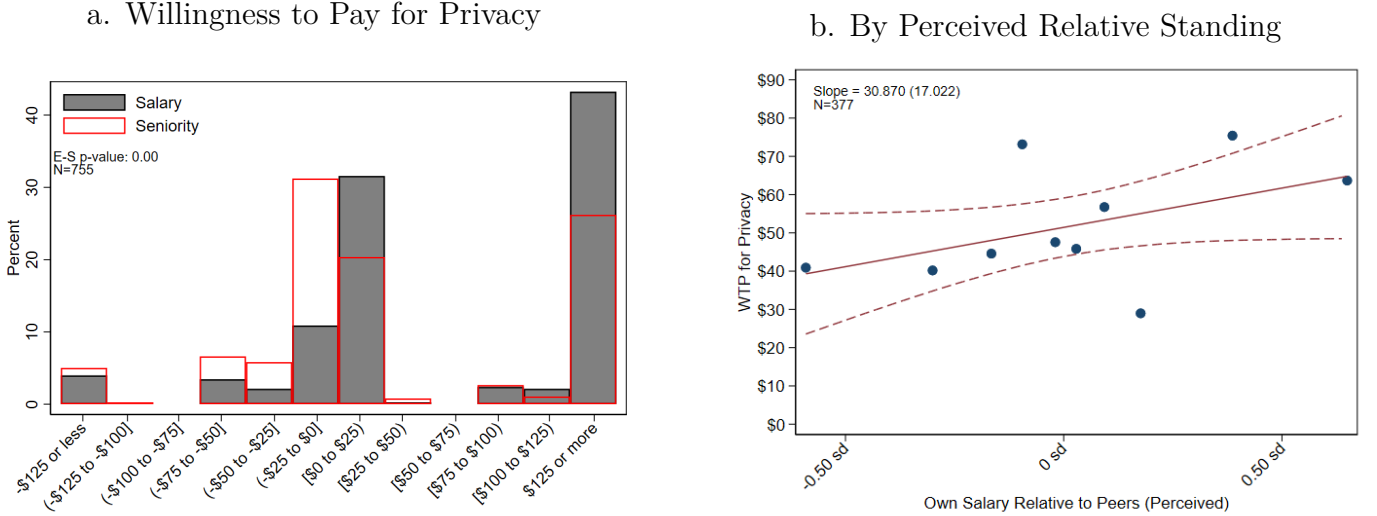 a. Willingness to Pay for Privacy
Percent
0
10
20
30
40
Salary
Seniority
E-S p-value: 0.00
N=755
-$125 or less
(-$125 to -$100]
(-$100 to -$75]
(-$75 to -$50]
(-$50 to -$25]
(-$25 to $0]
[$0 to $25)
[$25 to $50)
[$50 to $75)
[$75 to $100)
[$100 to $125)
$125 or more
b. By Perceived Relative Standing
WTP for Privacy
$90
$80
$70
$60
$50
$40
$30
$20
$10
$0
Slope = 30.870 (17.022)
N=377
-0.50 sd
0 sd
0.50 sd
Own Salary Relative to Peers (Perceived)